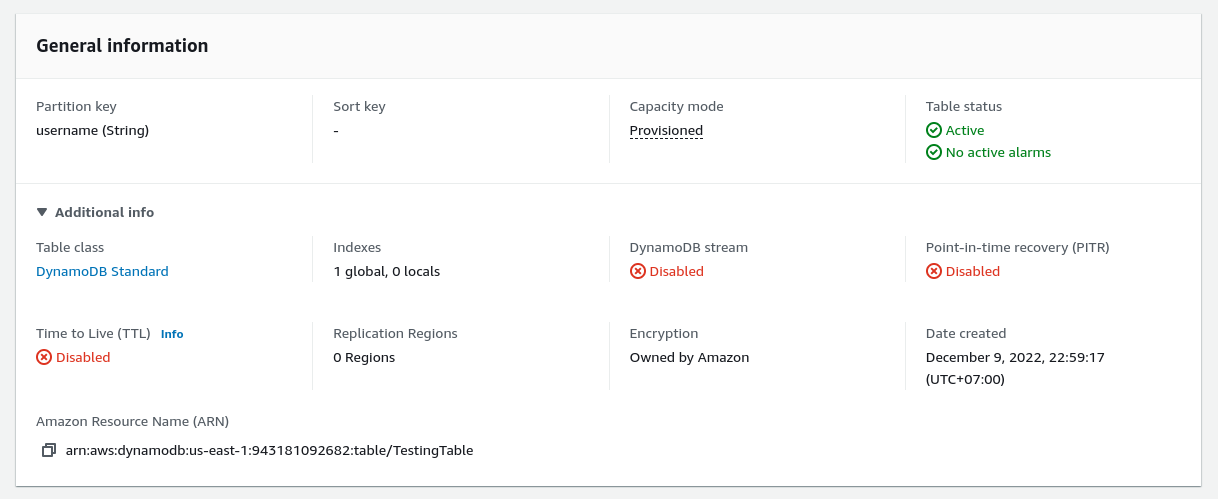 General information
Partition key
username (String)
Sort key
-
Capacity mode
Provisioned
Table status
Active
No active alarms
Additional info
Table class
DynamoDB Standard
Indexes
1 global, 0 locals
DynamoDB stream
Disabled
Point-in-time recovery (PITR)
Disabled
Time to Live (TTL) Info
Disabled
Replication Regions
0 Regions
Encryption
Owned by Amazon
Date created
December 9, 2022, 22:59:17
(UTC+07:00)
Amazon Resource Name (ARN)
arn:aws:dynamodb:us-east-1:943181092682:table/TestingTable